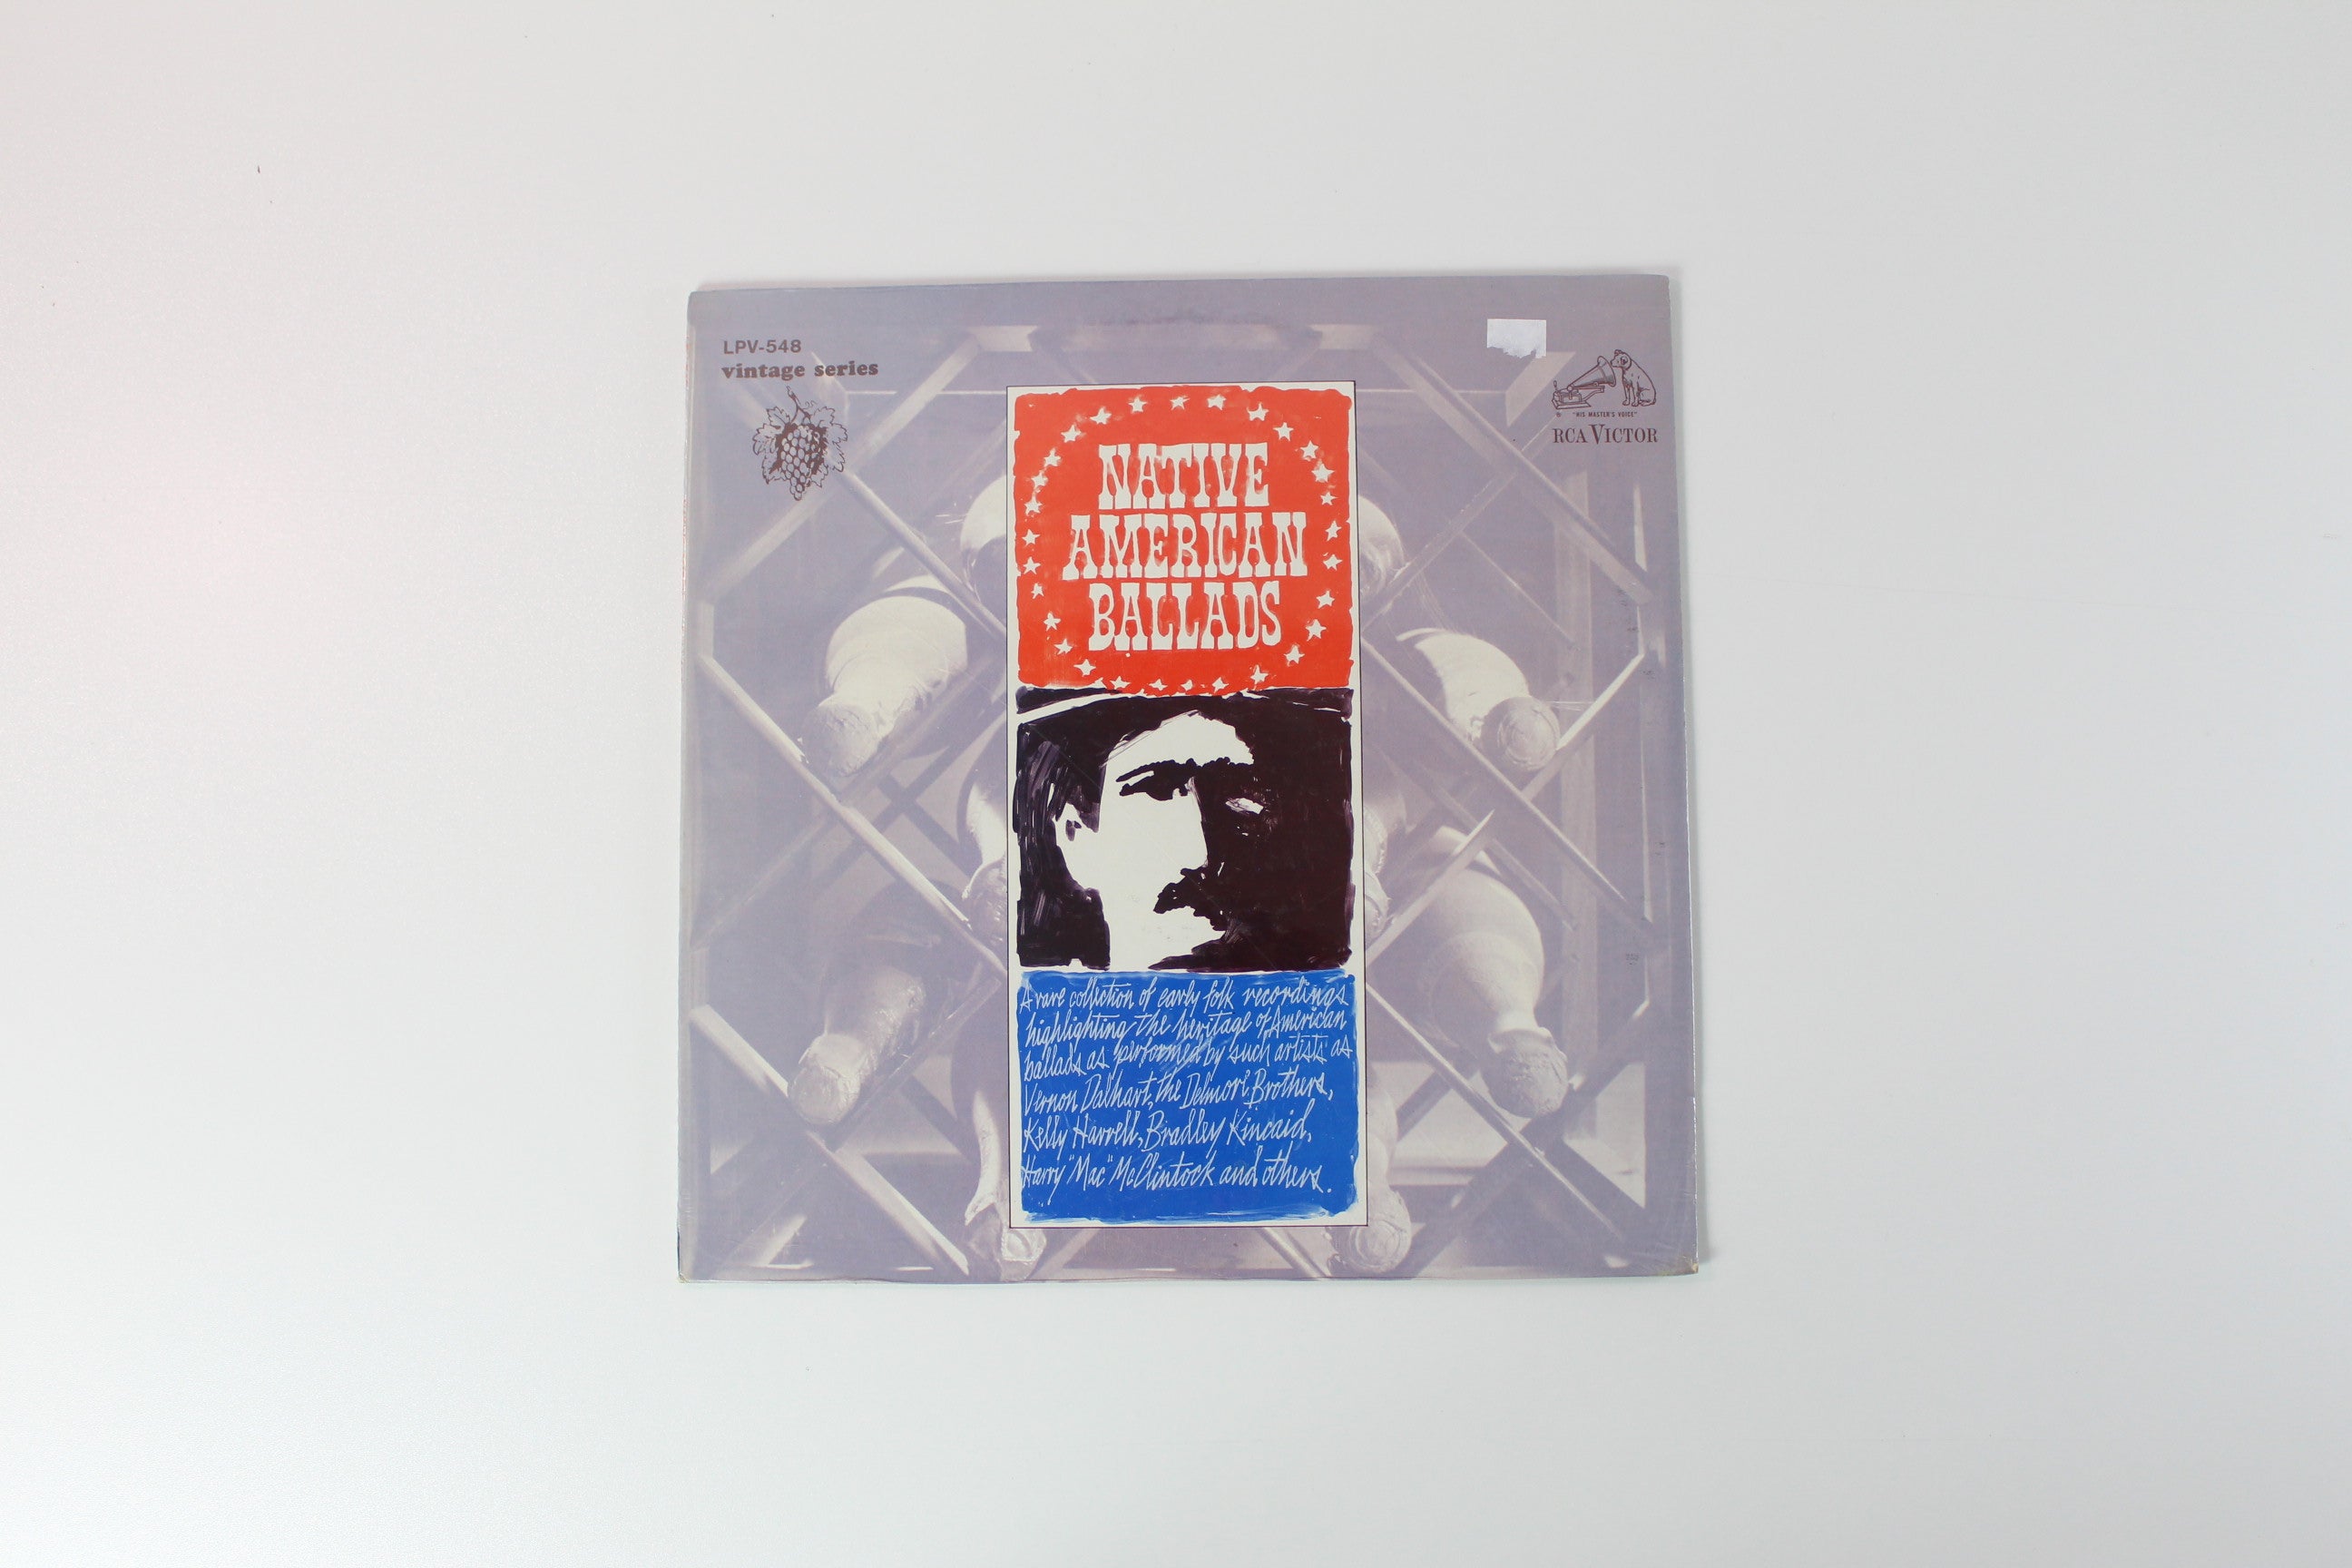 LPV-548
vintage series
"HIS MASTER'S VOICE"
RCA VICTOR
NATIVE
AMERICAN
BALLADS
A rare collection of early folk recordings
highlighting the heritage of American
ballads as performed by such artists as
Vernon Dalhart, the Delmore Brothers,
Kelly Harrell, Bradley Kincaid,
Harry "Mac" McClintock and others.